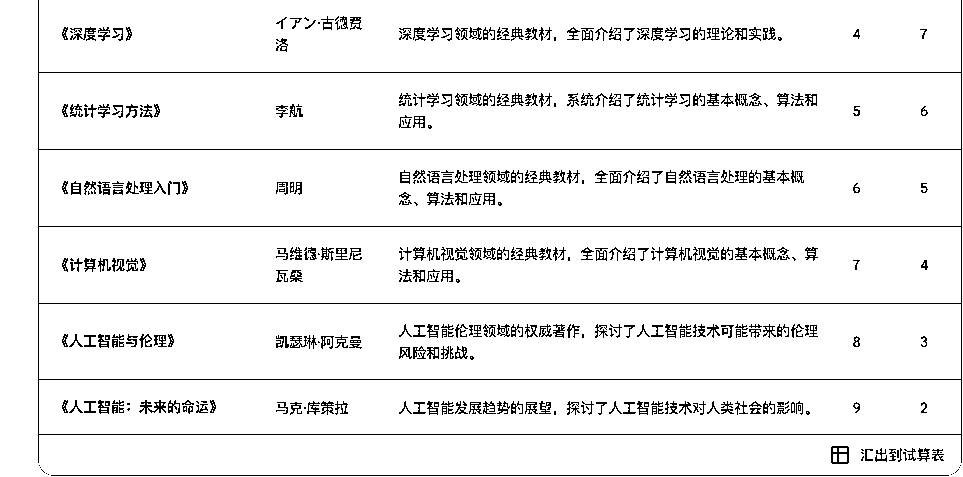 《深度学习》 イアン·古德费洛 深度学习领域的经典教材，全面介绍了深度学习的理论和实践。 4 7
《统计学习方法》 李航 统计学习领域的经典教材，系统介绍了统计学习的基本概念、算法和应用。 5 6
《自然语言处理入门》 周明 自然语言处理领域的经典教材，全面介绍了自然语言处理的基本概念、算法和应用。 6 5
《计算机视觉》 马维德·斯里尼瓦桑 计算机视觉领域的经典教材，全面介绍了计算机视觉的基本概念、算法和应用。 7 4
《人工智能与伦理》 凯瑟琳·阿克曼 人工智能伦理领域的权威著作，探讨了人工智能技术可能带来的伦理风险和挑战。 8 3
《人工智能：未来的命运》 马克·库策拉 人工智能发展趋势的展望，探讨了人工智能技术对人类社会的影响。 9 2
汇出到试算表